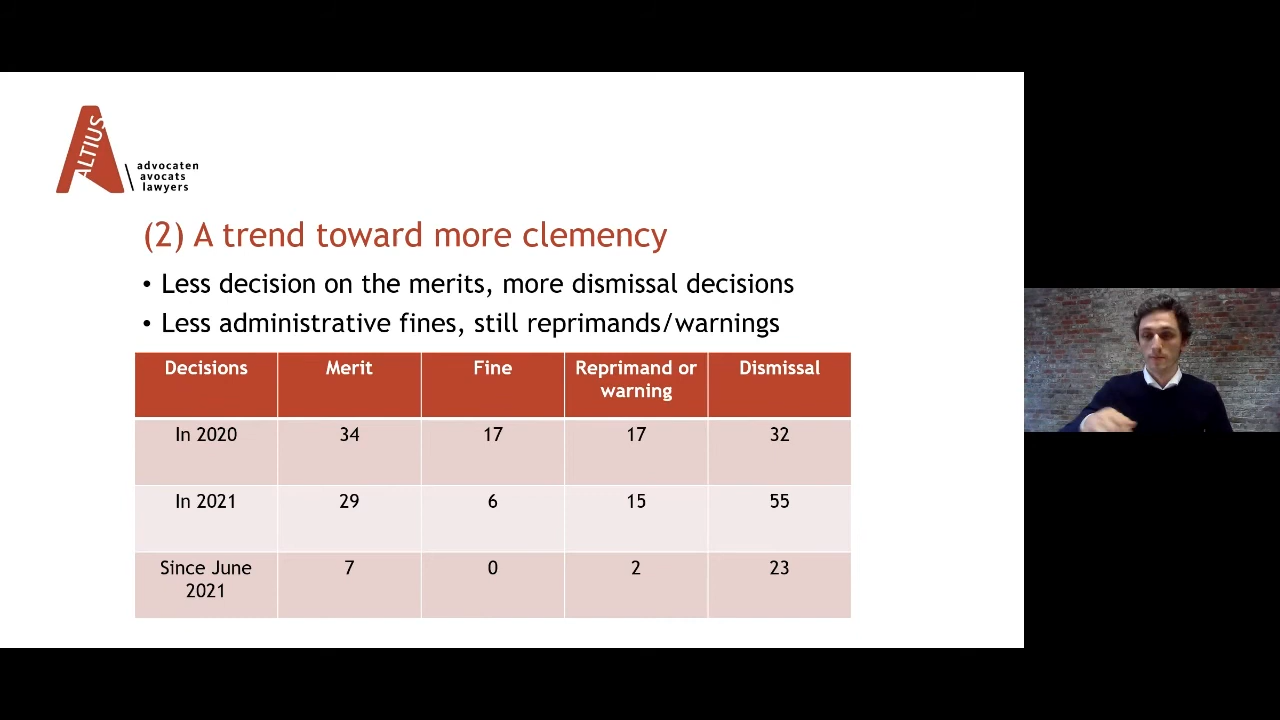 ALTIUS
advocaten
avocats
lawyers
(2) A trend toward more clemency
• Less decision on the merits, more dismissal decisions
• Less administrative fines, still reprimands/warnings
Decisions Merit Fine Reprimand or warning Dismissal
In 2020 34 17 17 32
In 2021 29 6 15 55
Since June 2021 7 0 2 23